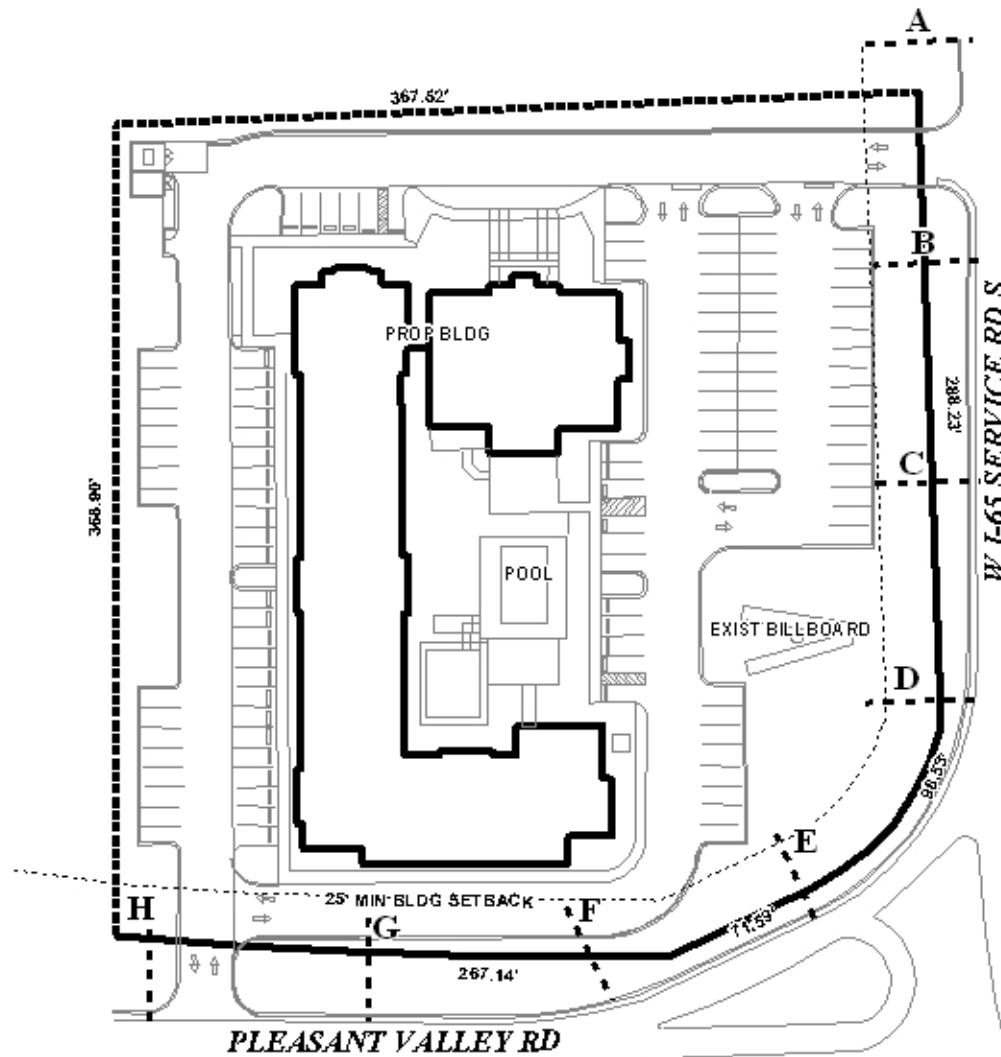 A
367.52'
B
W I-65 SERVICE RD S
PROP BLDG
288.23'
C
368.90'
POOL
EXIST BILLBOARD
D
98.53'
E
25' MIN BLDG SETBACK
H
F
G
71.59'
267.14'
PLEASANT VALLEY RD